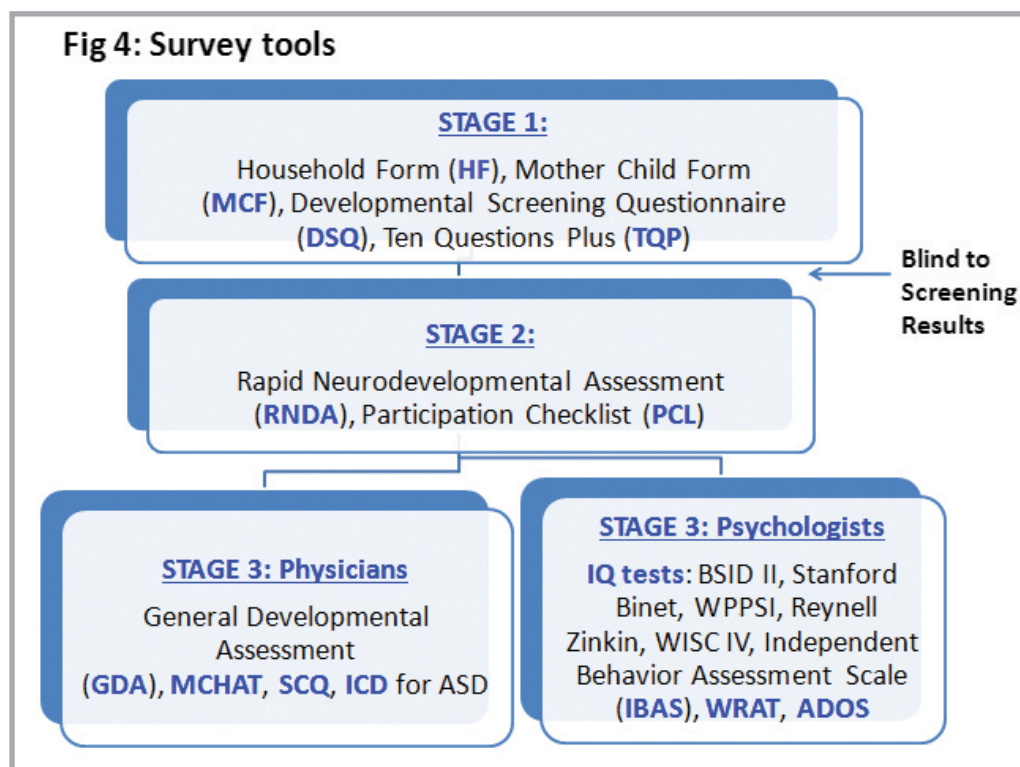 Fig 4: Survey tools
STAGE 1:
Household Form (HF), Mother Child Form
(MCF), Developmental Screening Questionnaire
(DSQ), Ten Questions Plus (TQP)
Blind to
Screening
Results
STAGE 2:
Rapid Neurodevelopmental Assessment
(RNDA), Participation Checklist (PCL)
STAGE 3: Physicians
General Developmental
Assessment
(GDA), MCHAT, SCQ, ICD for ASD
STAGE 3: Psychologists
IQ tests: BSID II, Stanford
Binet, WPPSI, Reynell
Zinkin, WISC IV, Independent
Behavior Assessment Scale
(IBAS), WRAT, ADOS